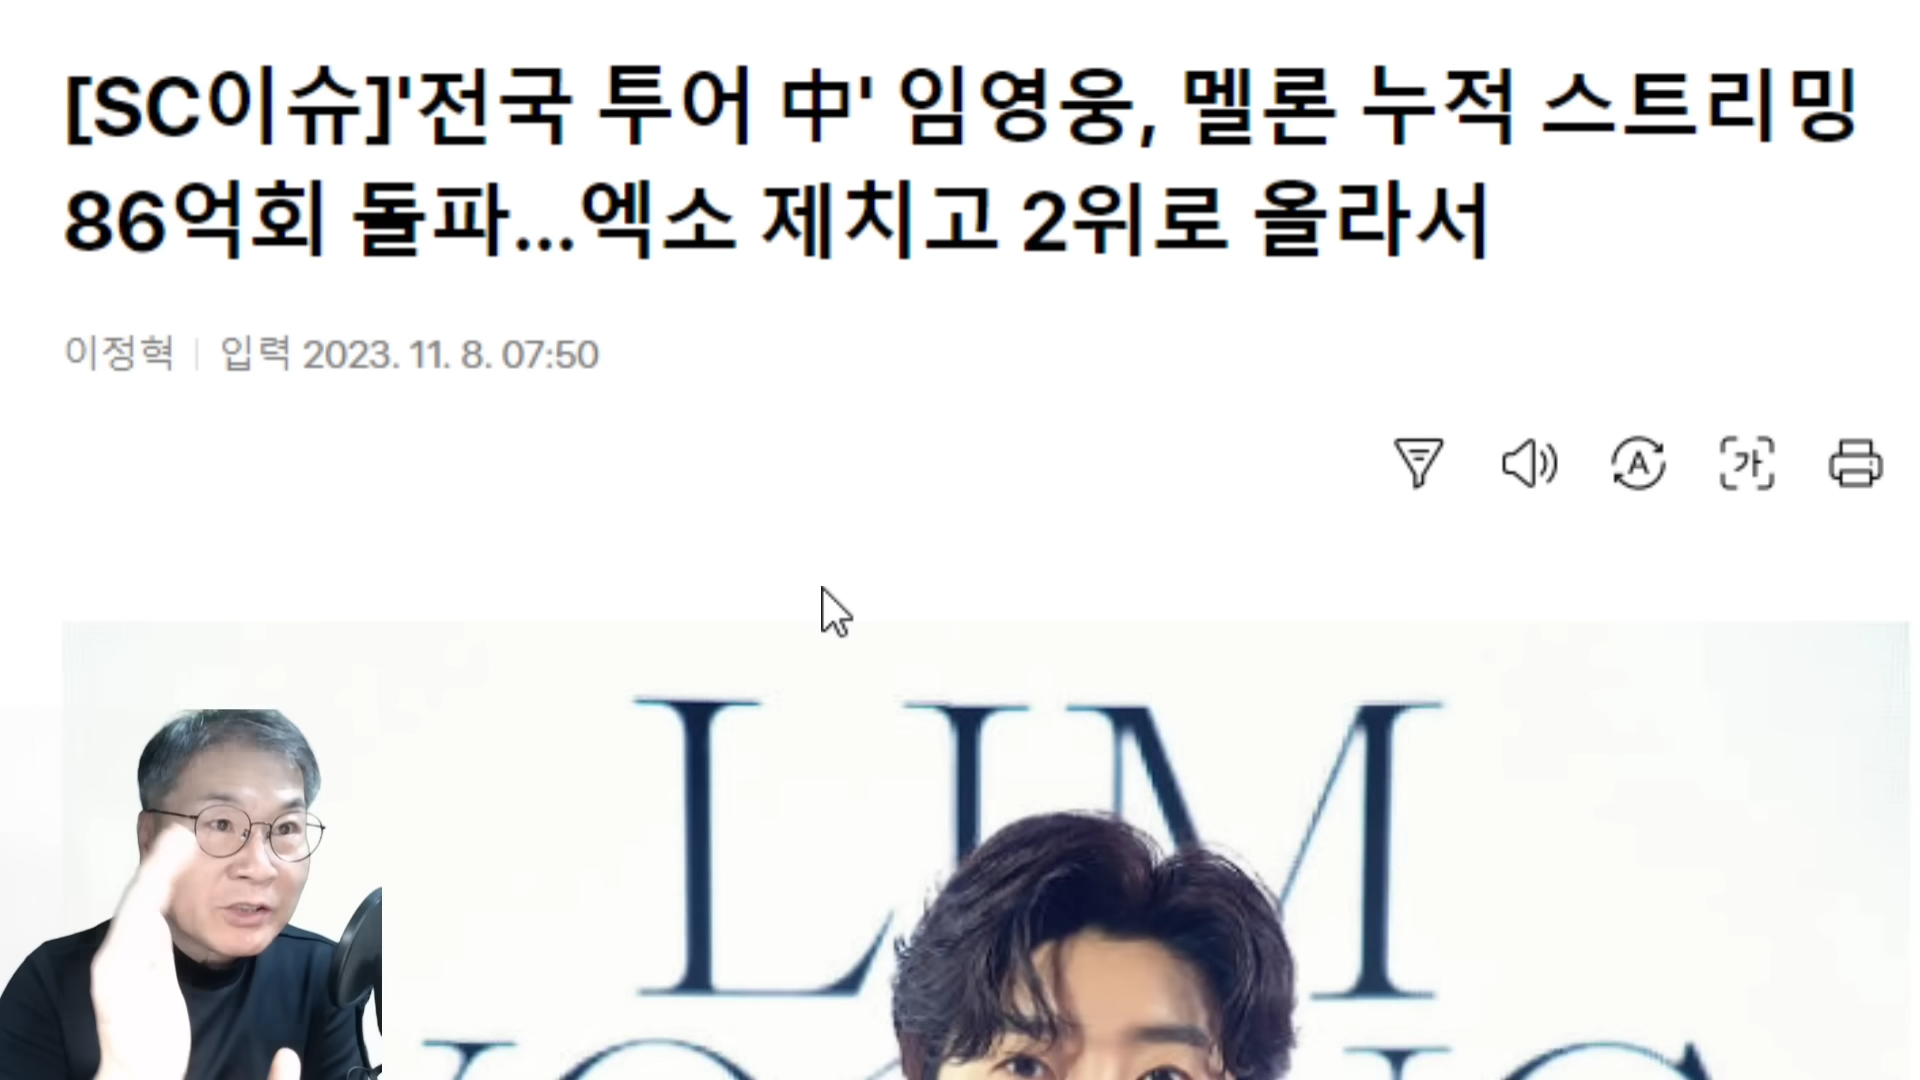 [SC이슈]'전국 투어 中' 임영웅, 멜론 누적 스트리밍
86억회 돌파...엑소 제치고 2위로 올라서
이정혁 | 입력 2023. 11. 8. 07:50
A 가
LIM